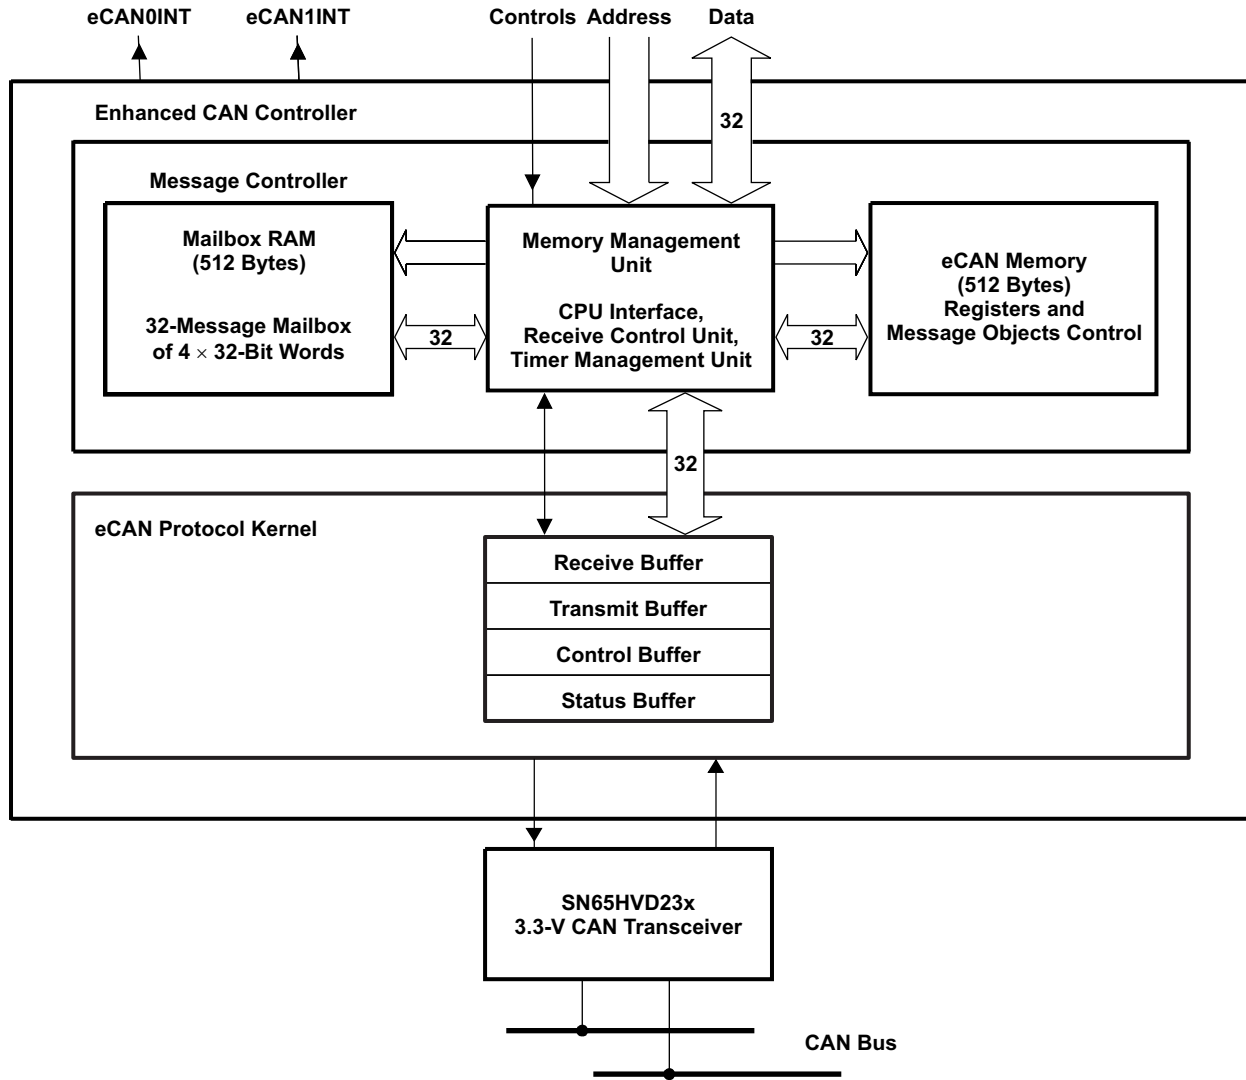 eCAN0INT
eCAN1INT
Controls
Address
Data
32
Enhanced CAN Controller
Message Controller
Mailbox RAM
(512 Bytes)
32-Message Mailbox
of 4 × 32-Bit Words
32
Memory Management
Unit
CPU Interface,
Receive Control Unit,
Timer Management Unit
32
eCAN Memory
(512 Bytes)
Registers and
Message Objects Control
32
eCAN Protocol Kernel
Receive Buffer
Transmit Buffer
Control Buffer
Status Buffer
SN65HVD23x
3.3-V CAN Transceiver
CAN Bus